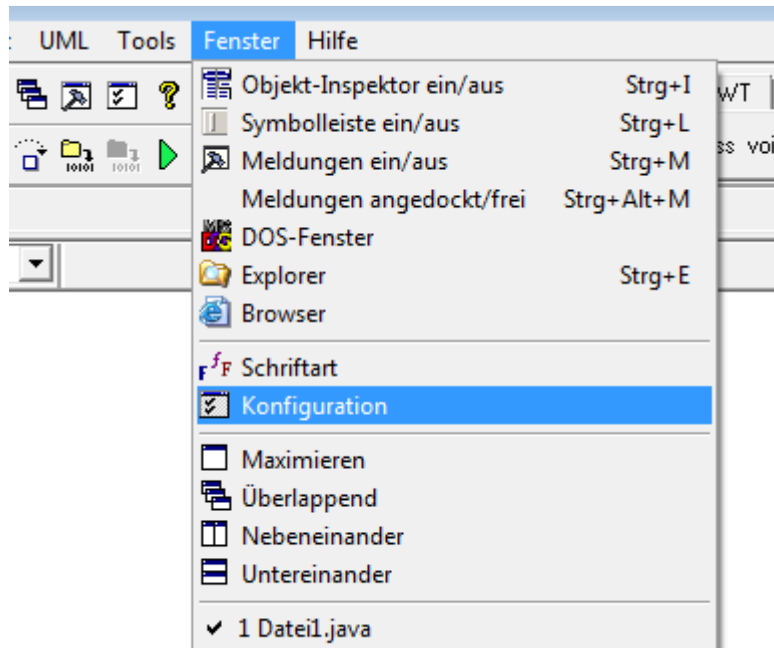 UML Tools Fenster Hilfe
Objekt-Inspektor ein/aus Strg+I
WT
Symbolleiste ein/aus Strg+L
ss voi
Meldungen ein/aus Strg+M
Meldungen angedockt/frei Strg+Alt+M
DOS-Fenster
Explorer Strg+E
Browser
Schriftart
Konfiguration
Maximieren
Überlappend
Nebeneinander
Untereinander
1 Datei1.java